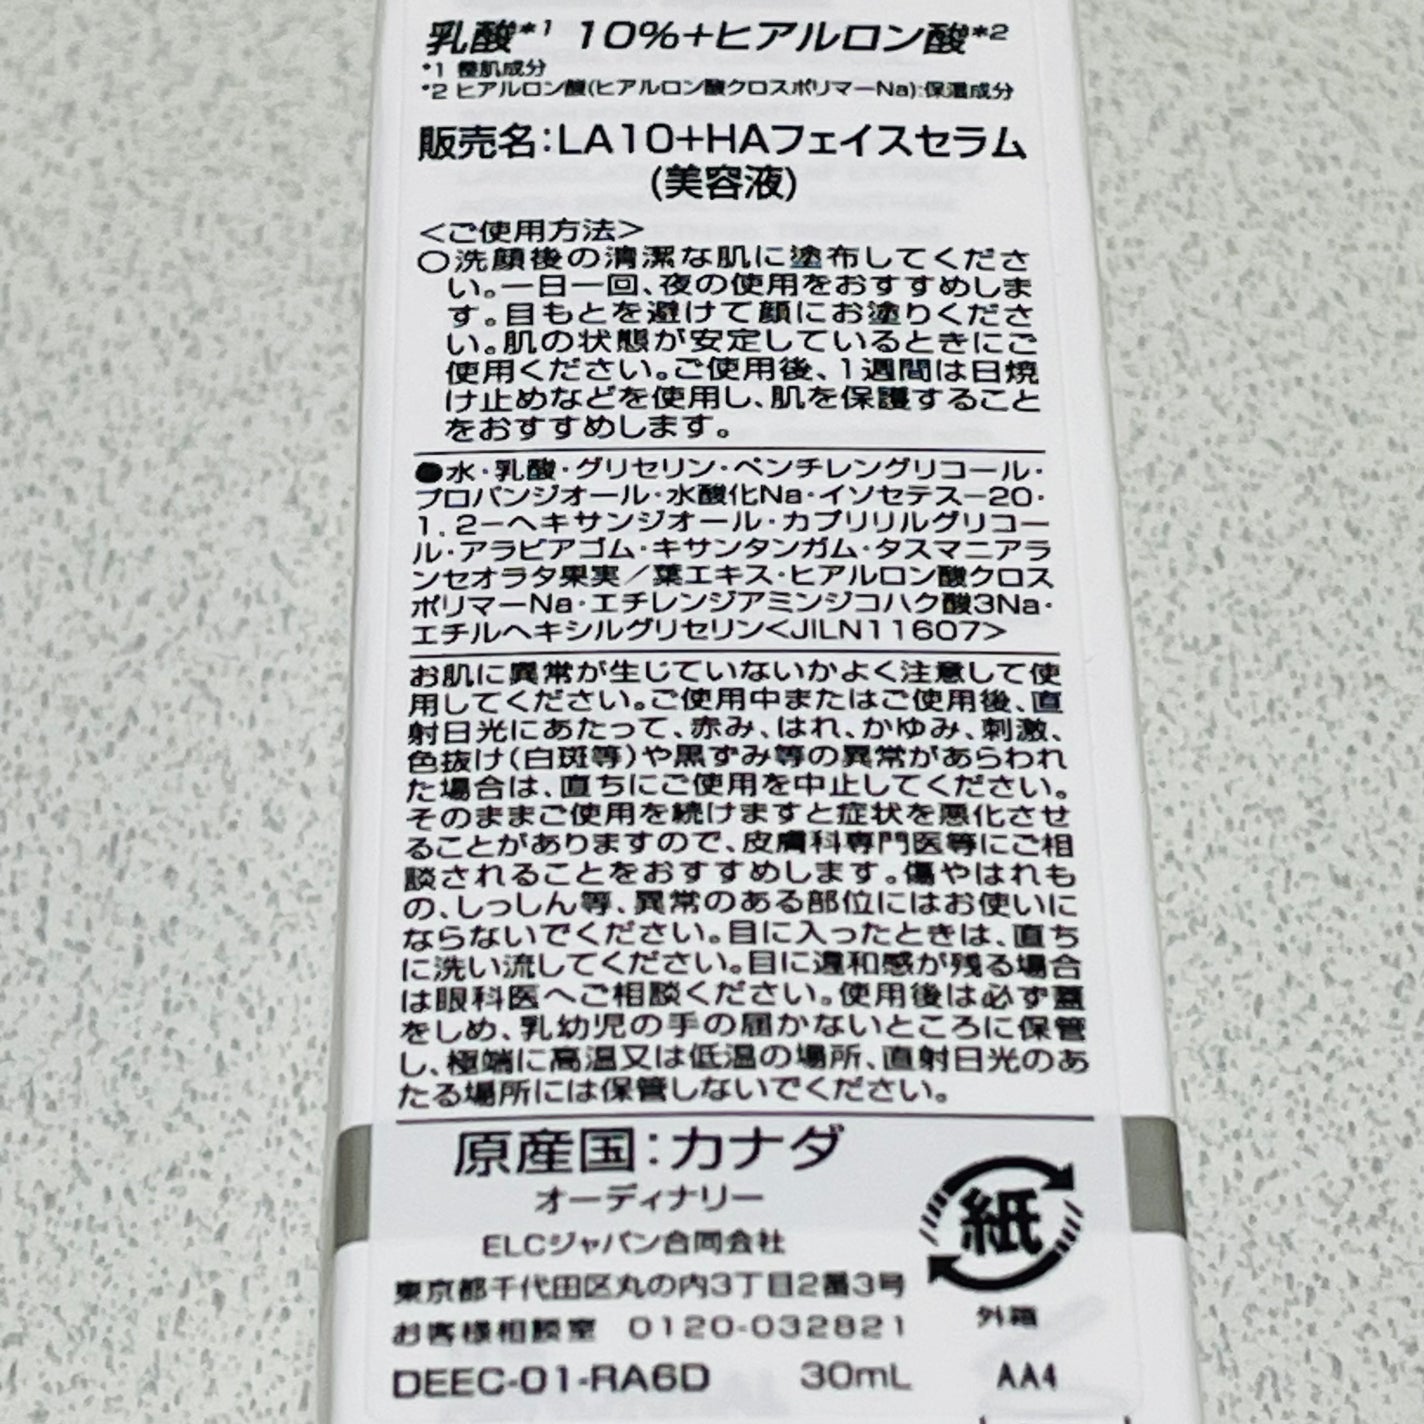 乳酸*1 10%+ヒアルロン酸*2
*1 整肌成分
*2 ヒアルロン酸(ヒアルロン酸クロスポリマーNa):保湿成分
販売名:LA10+HAフェイスセラム
(美容液)
<ご使用方法>
○洗顔後の清潔な肌に塗布してくださ
い。一日一回、夜の使用をおすすめしま
す。目もとを避けて顔にお塗りくださ
い。肌の状態が安定しているときにご
使用ください。ご使用後、1週間は日焼
け止めなどを使用し、肌を保護すること
をおすすめします。
●水・乳酸・グリセリン・ペンチレングリコール・
プロパンジオール・水酸化Na・イソセテス-20・
1,2-ヘキサンジオール・カプリリルグリコー
ル・アラビアゴム・キサンタンガム・タスマニアラ
ンセオラタ果実/葉エキス・ヒアルロン酸クロス
ポリマーNa・エチレンジアミンジコハク酸3Na・
エチルヘキシルグリセリン<JILN11607>
お肌に異常が生じていないかよく注意して使
用してください。ご使用中またはご使用後、直
射日光にあたって、赤み、はれ、かゆみ、刺激、
色抜け(白斑等)や黒ずみ等の異常があらわれ
た場合は、直ちにご使用を中止してください。
そのままご使用を続けますと症状を悪化させ
ることがありますので、皮膚科専門医等にご相
談されることをおすすめします。傷やはれも
の、しっしん等、異常のある部位にはお使いに
ならないでください。目に入ったときは、直ち
に洗い流してください。目に違和感が残る場合
は眼科医へご相談ください。使用後は必ず蓋
をしめ、乳幼児の手の届かないところに保管
し、極端に高温又は低温の場所、直射日光のあ
たる場所には保管しないでください。
原産国:カナダ
オーディナリー
ELCジャパン合同会社
東京都千代田区丸の内3丁目2番3号
お客様相談室 0120-032821
DEEC-01-RA6D 30mL
紙
外箱
AA4